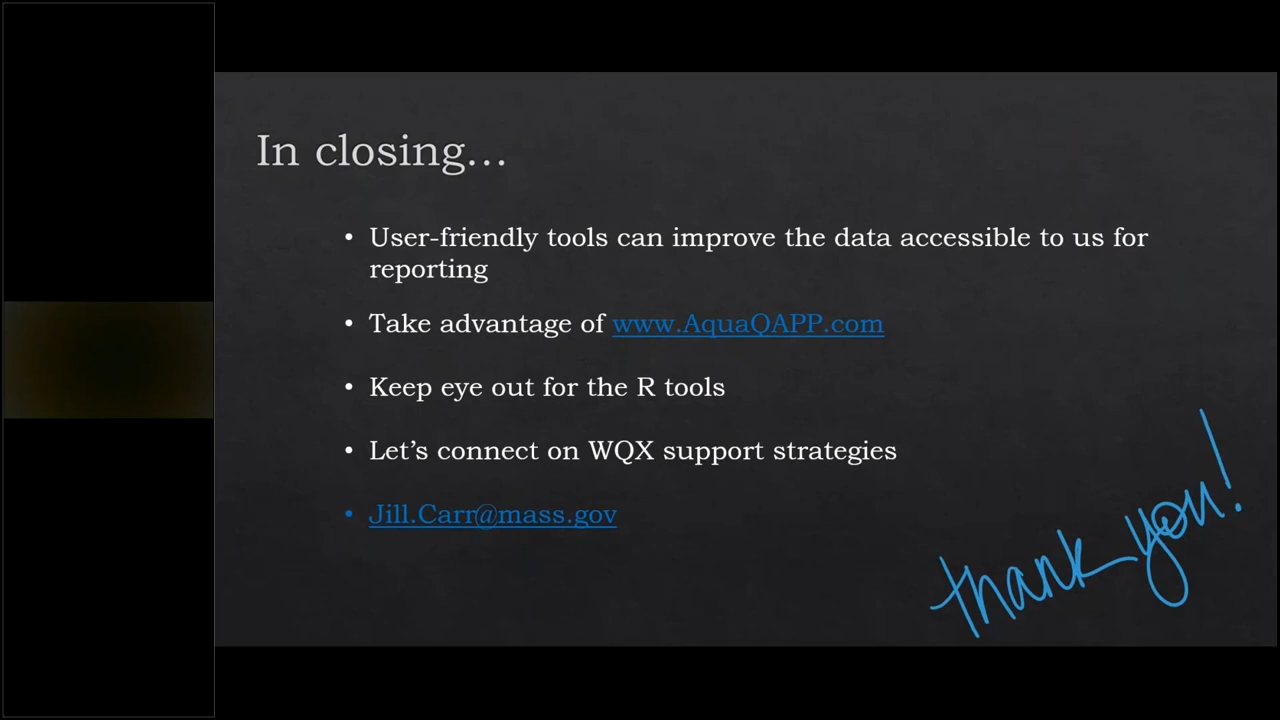 In closing...
• User-friendly tools can improve the data accessible to us for
reporting
• Take advantage of www.AquaQAPP.com
• Keep eye out for the R tools
• Let's connect on WQX support strategies
• Jill.Carr@mass.gov
thank you!